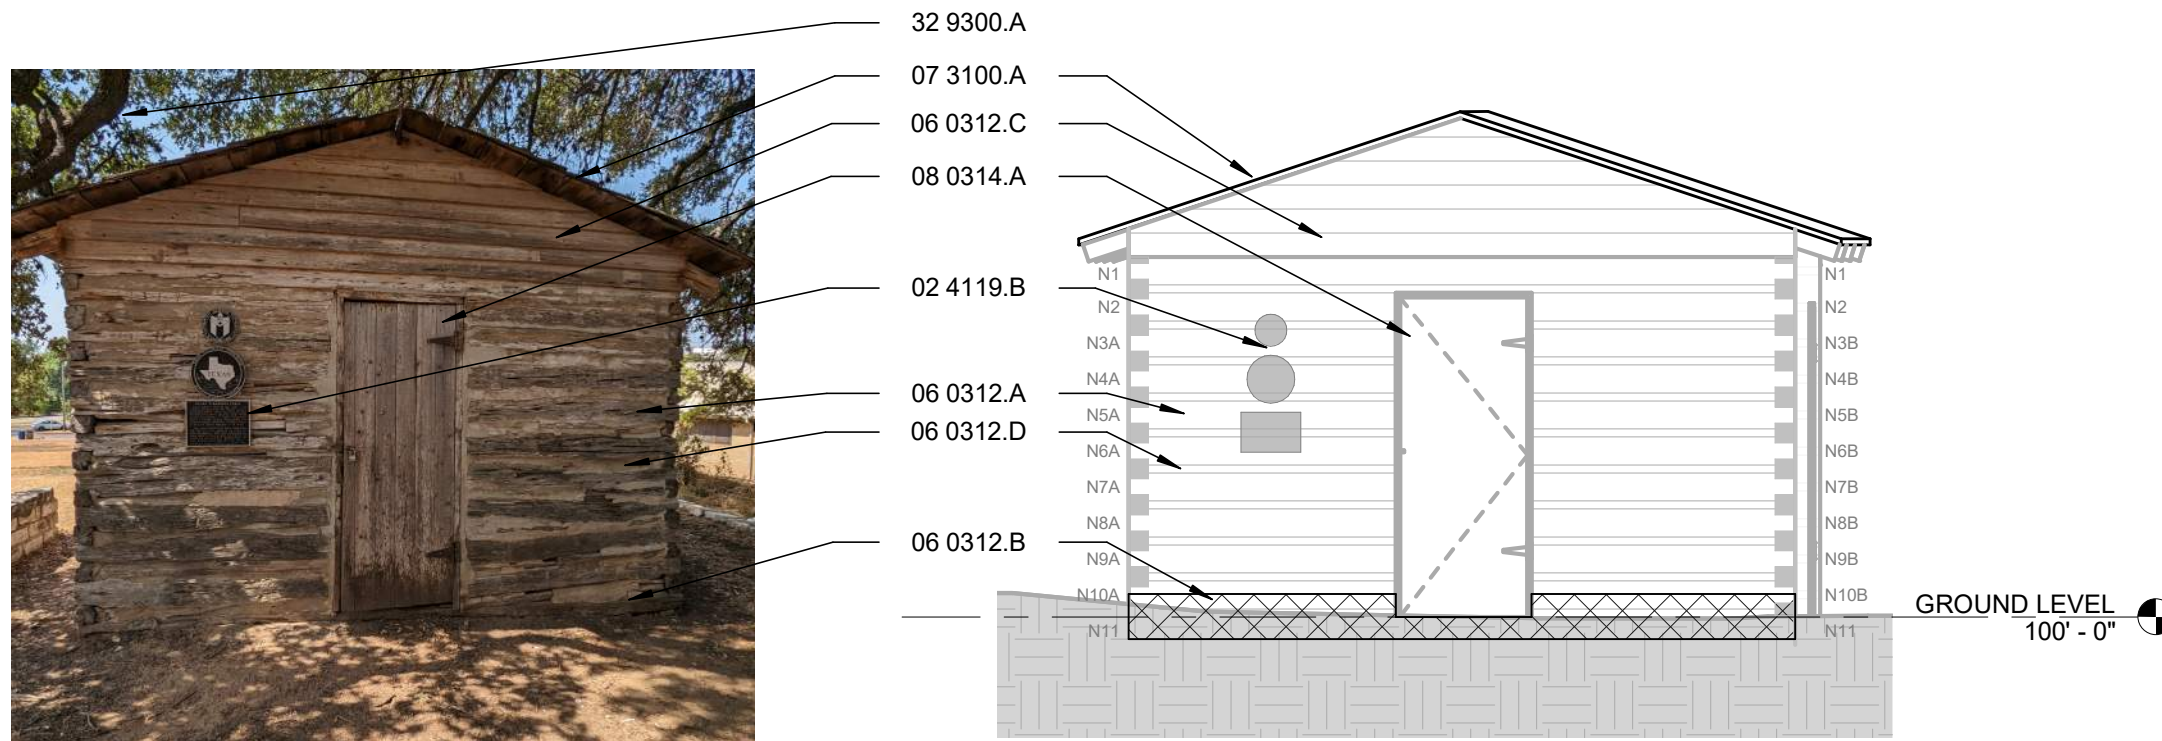 32 9300.A
07 3100.A
06 0312.C
08 0314.A
02 4119.B
06 0312.A
06 0312.D
06 0312.B
TEXAS
N1
N2
N3A
N4A
N5A
N6A
N7A
N8A
N9A
N10A
N11
N1
N2
N3B
N4B
N5B
N6B
N7B
N8B
N9B
N10B
N11
GROUND LEVEL
100' - 0"